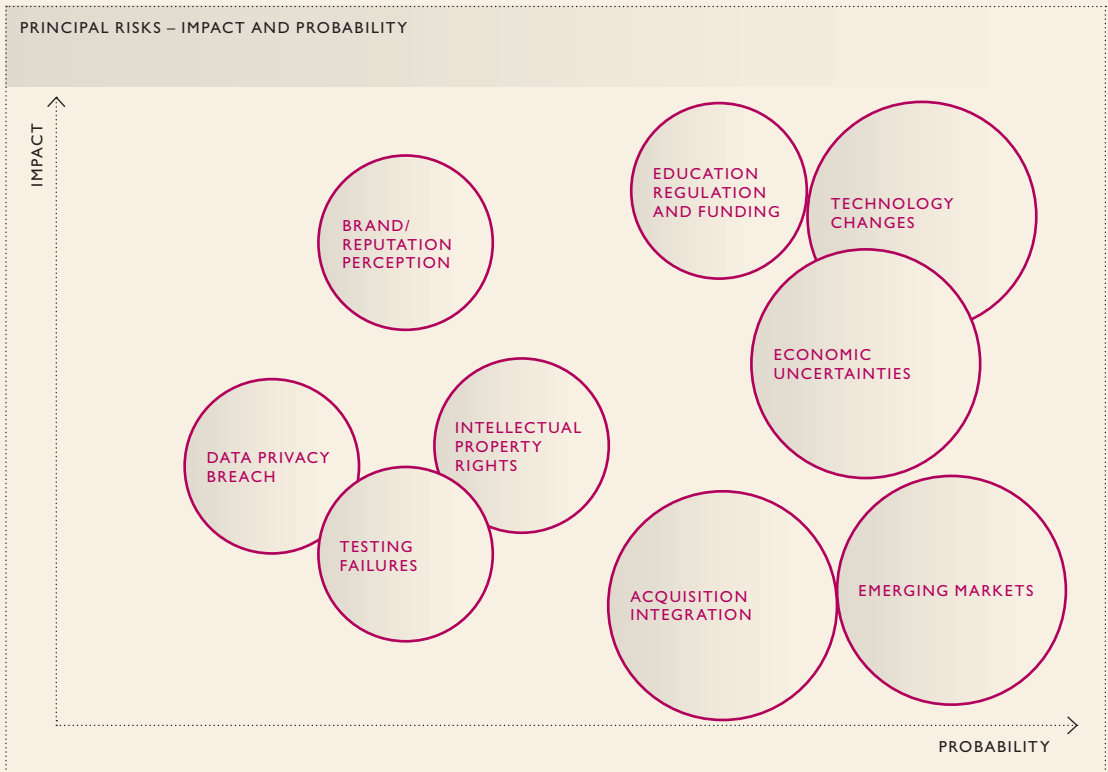 PRINCIPAL RISKS – IMPACT AND PROBABILITY
IMPACT
BRAND/
REPUTATION
PERCEPTION
EDUCATION
REGULATION
AND FUNDING
TECHNOLOGY
CHANGES
ECONOMIC
UNCERTAINTIES
DATA PRIVACY
BREACH
INTELLECTUAL
PROPERTY
RIGHTS
TESTING
FAILURES
ACQUISITION
INTEGRATION
EMERGING MARKETS
PROBABILITY